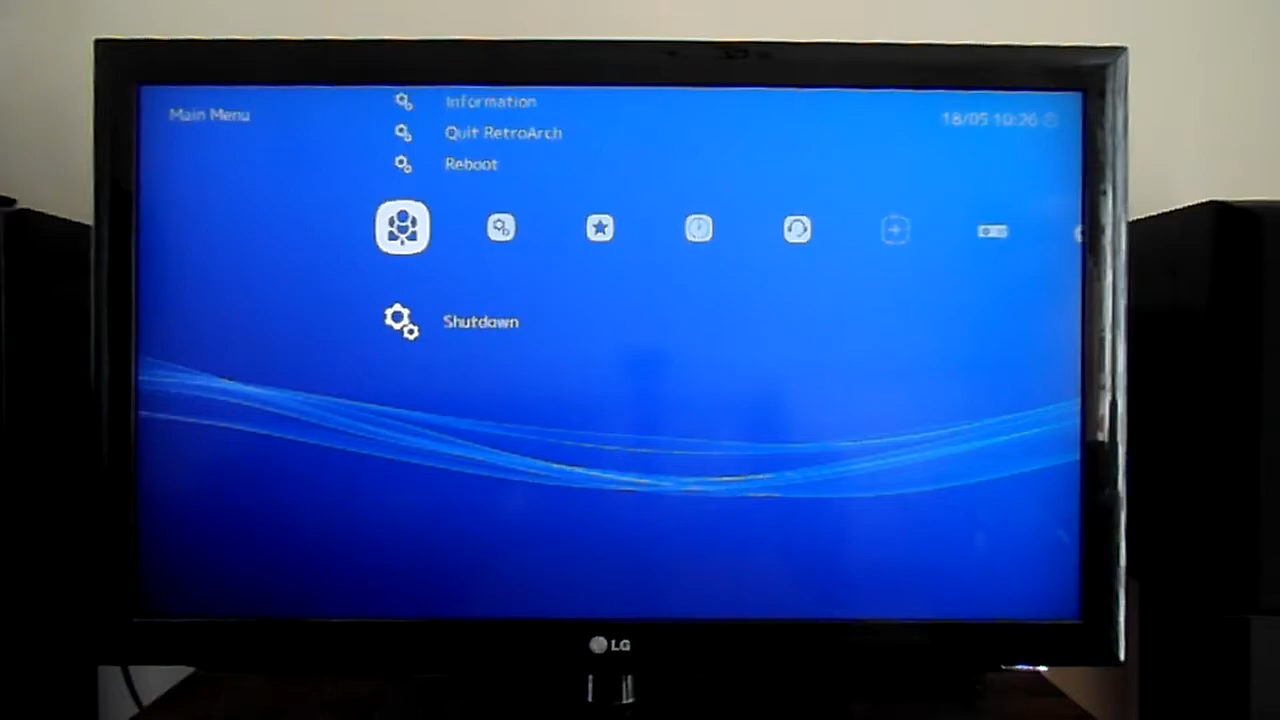 Information
Main Menu
18/05 10:26
Quit RetroArch
Reboot
Shutdown
LG